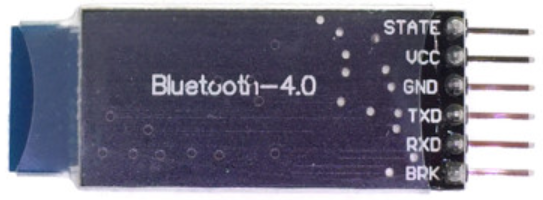 Bluetooth-4.0
STATE
VCC
GND
TXD
RXD
BRK